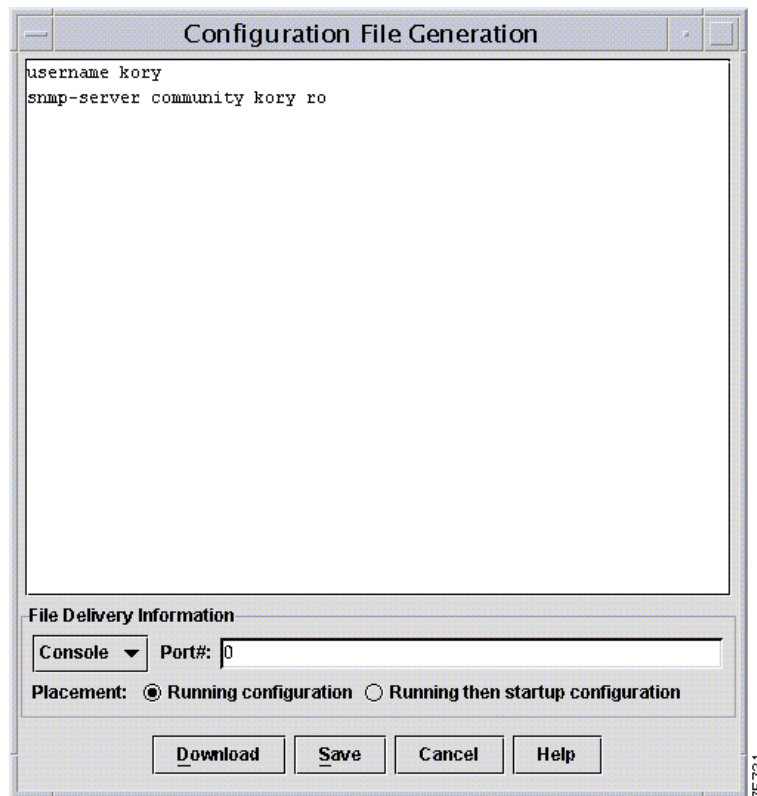 Configuration File Generation
username kory
snmp-server community kory ro
File Delivery Information
Console Port#: 0
Placement: Running configuration Running then startup configuration
Download Save Cancel Help